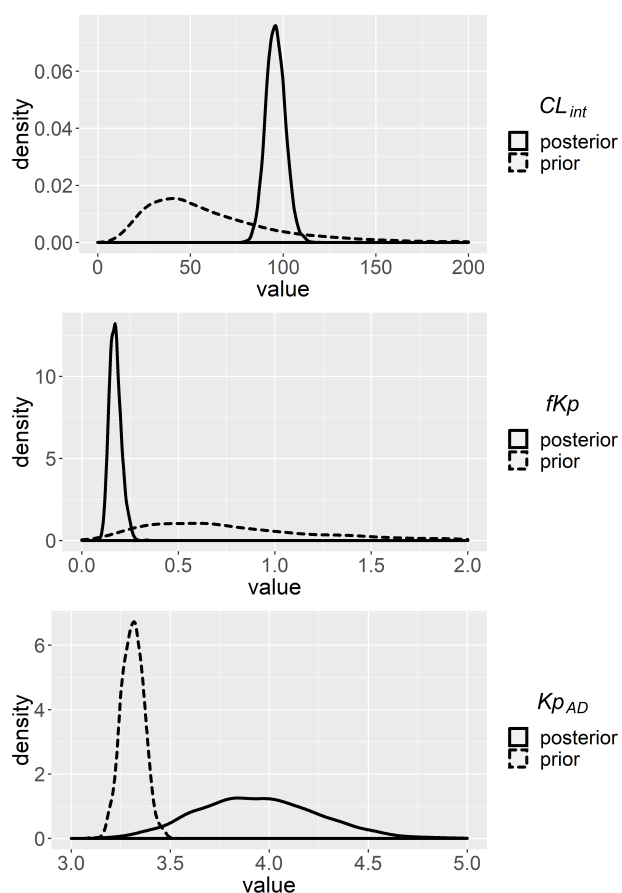 density
0.06
0.04
0.02
0.00
0 50 100 150 200
value
CLint
posterior
prior
density
10
5
0
0.0 0.5 1.0 1.5 2.0
value
fKp
posterior
prior
density
6
4
2
0
3.0 3.5 4.0 4.5 5.0
value
KpAD
posterior
prior